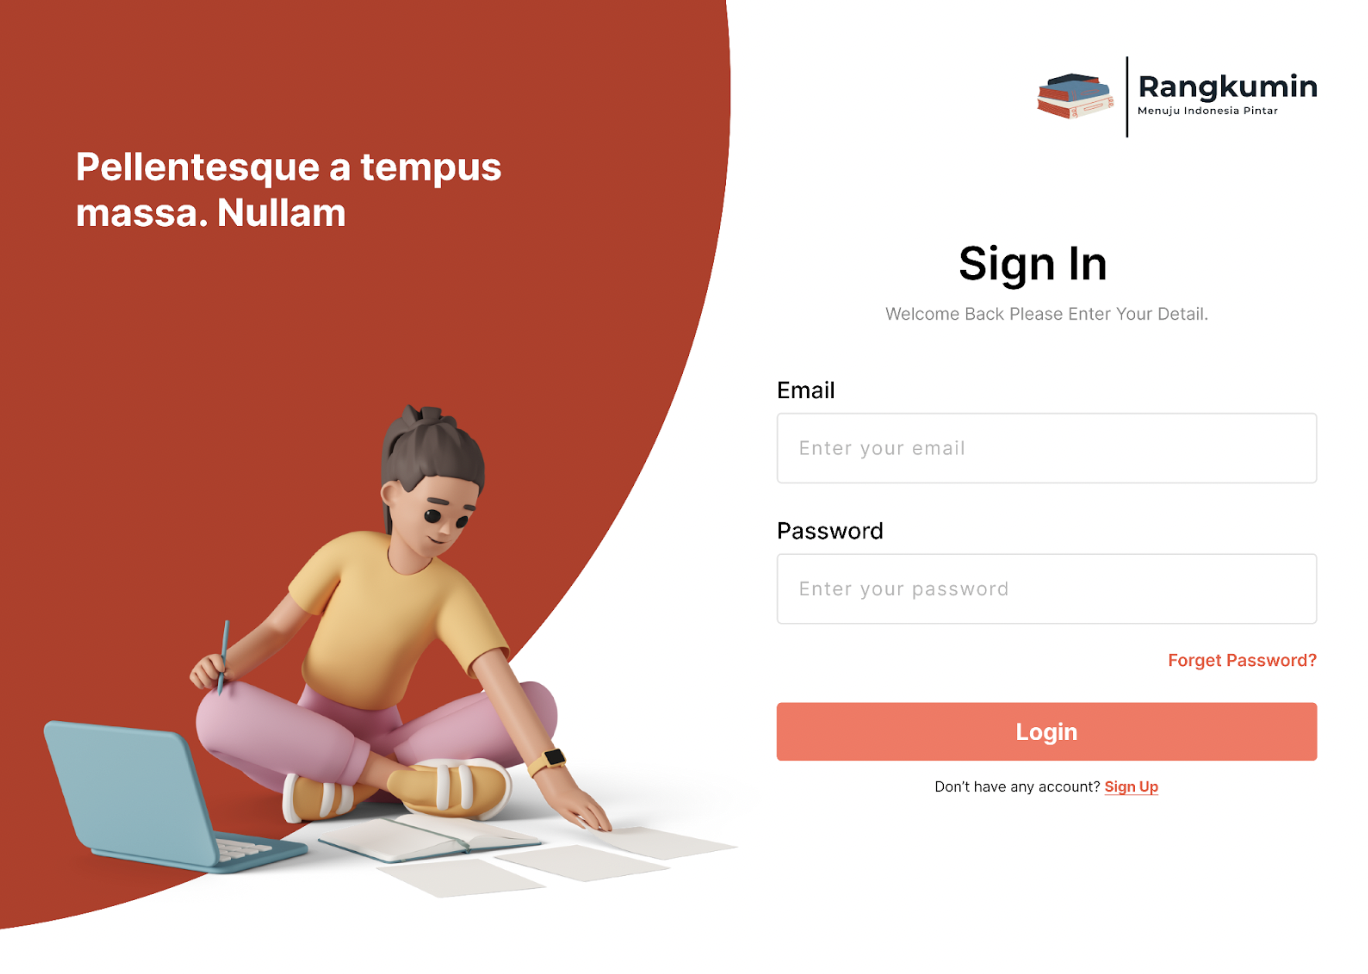 Pellentesque a tempus
massa. Nullam
Rangkumin
Menuju Indonesia Pintar
Sign In
Welcome Back Please Enter Your Detail.
Email
Enter your email
Password
Enter your password
Forget Password?
Login
Don’t have any account? Sign Up